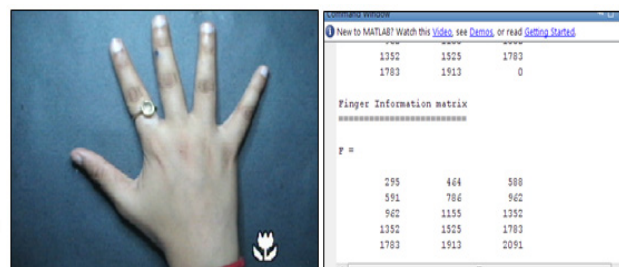 Command Window
New to MATLAB? Watch this Video, see Demos, or read Getting Started.
1352 1525 1783
1783 1913 0
Finger Information matrix
=========================
F =
295 464 588
591 786 962
962 1155 1352
1352 1525 1783
1783 1913 2091